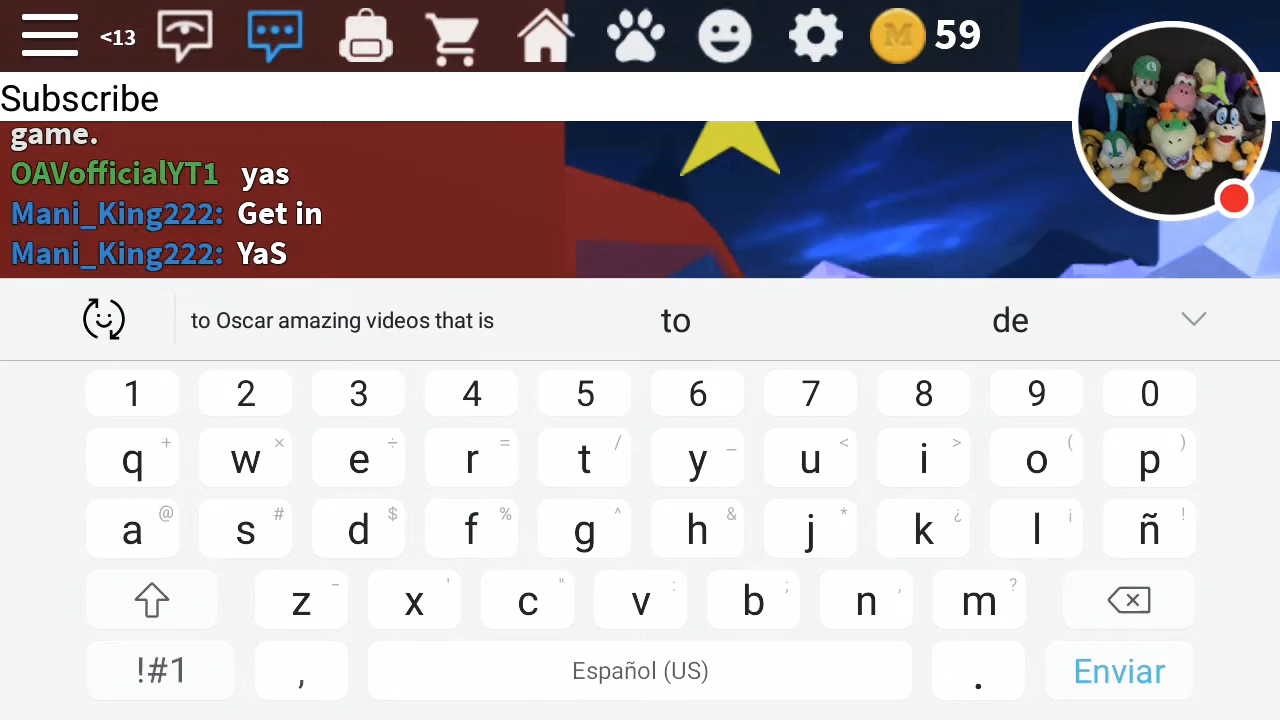 <13
M 59
Subscribe
game.
OAVofficialYT1 yas
Mani_King222: Get in
Mani_King222: YaS
to Oscar amazing videos that is to de
1 2 3 4 5 6 7 8 9 0
q + w × e ÷ r = t / y _ u < i > o ( p )
a @ s # d $ f % g ^ h & j * k ¿ l ¡ ñ !
z - x ' c " v : b ; n , m ?
!#1 , Español (US) . Enviar